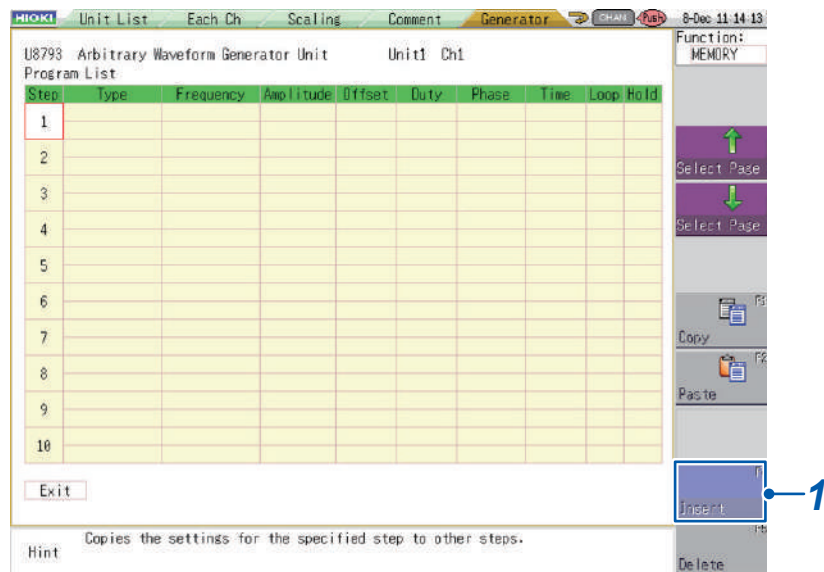 HIOKI Unit List Each Ch Scaling Comment Generator CHAN Push 8-Dec 11:14:13
Function:
MEMORY
U8793 Arbitrary Waveform Generator Unit Unit1 Ch1
Program List
Step Type Frequency Amplitude Offset Duty Phase Time Loop Hold
1
2
3
4
5
6
7
8
9
10
Exit
Select Page
Select Page
F1
Copy
F2
Paste
Insert
1
F5
Delete
Hint Copies the settings for the specified step to other steps.